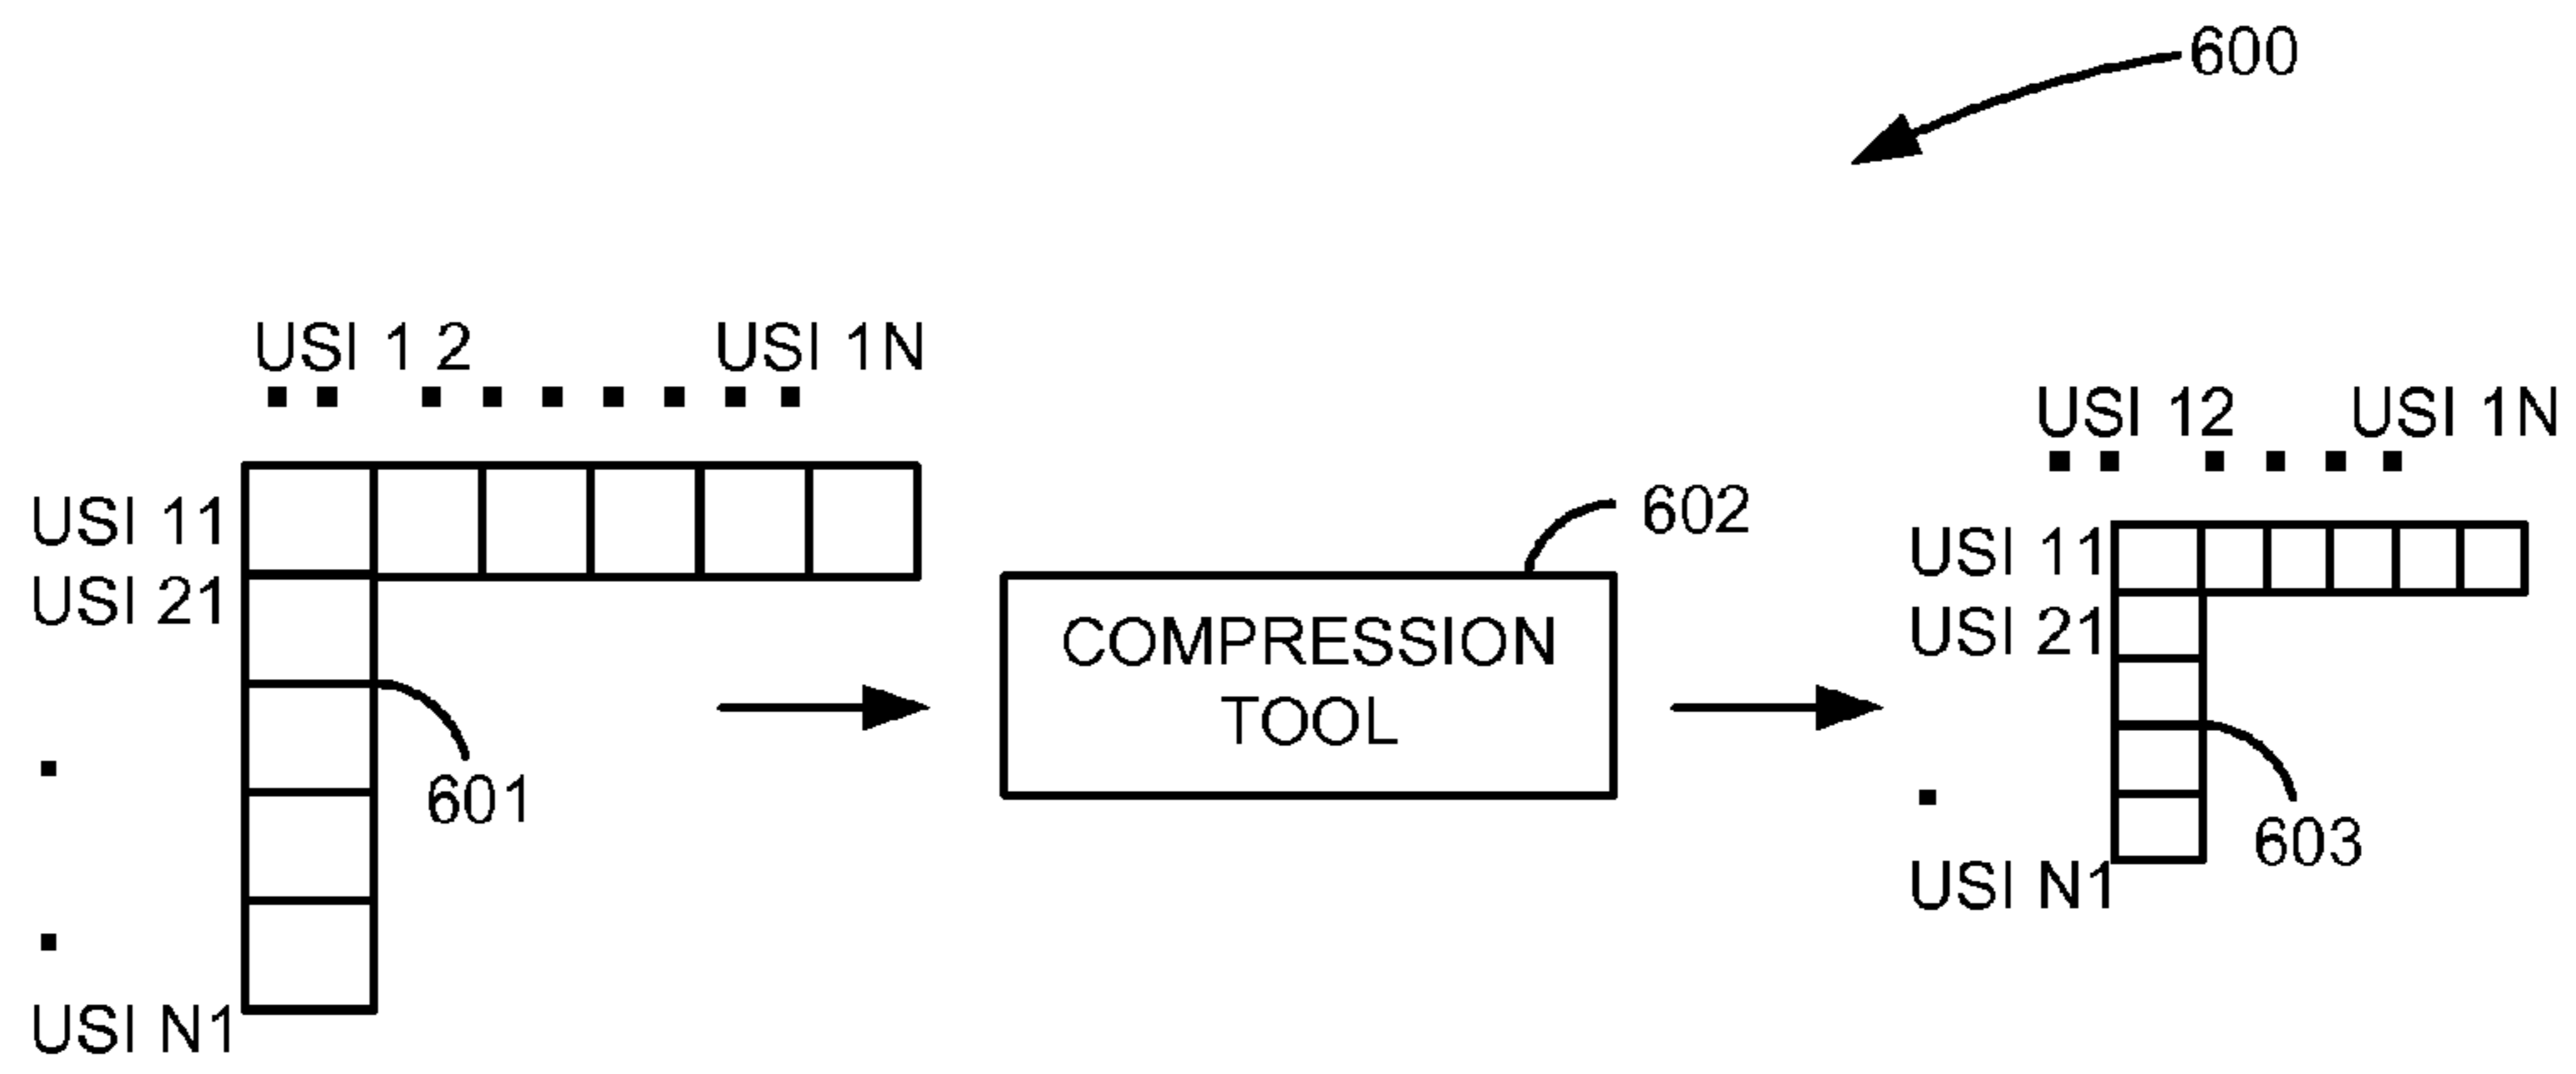 600
USI 1 2 USI 1N
USI 11
USI 21
601
USI N1
602
COMPRESSION
TOOL
USI 12 USI 1N
USI 11
USI 21
603
USI N1